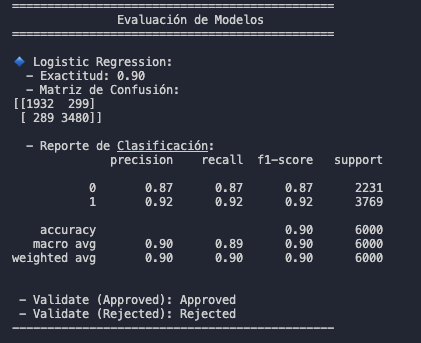 ==============================================
Evaluación de Modelos
==============================================
🔹 Logistic Regression:
- Exactitud: 0.90
- Matriz de Confusión:
[[1932 299]
[ 289 3480]]
- Reporte de Clasificación:
precision recall f1-score support
0 0.87 0.87 0.87 2231
1 0.92 0.92 0.92 3769
accuracy 0.90 6000
macro avg 0.90 0.89 0.90 6000
weighted avg 0.90 0.90 0.90 6000
- Validate (Approved): Approved
- Validate (Rejected): Rejected
----------------------------------------------